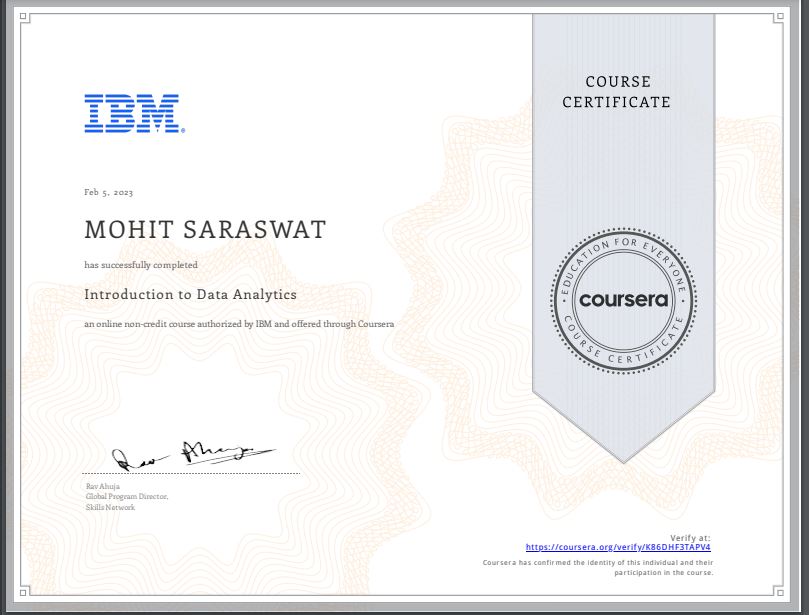 COURSE
CERTIFICATE
IBM
Feb 5, 2023
MOHIT SARASWAT
has successfully completed
Introduction to Data Analytics
an online non-credit course authorized by IBM and offered through Coursera
EDUCATION FOR EVERYONE
coursera
COURSE CERTIFICATE
Rav Ahuja
Global Program Director,
Skills Network
Verify at:
https://coursera.org/verify/K86DHF3TAPV4
Coursera has confirmed the identity of this individual and their
participation in the course.